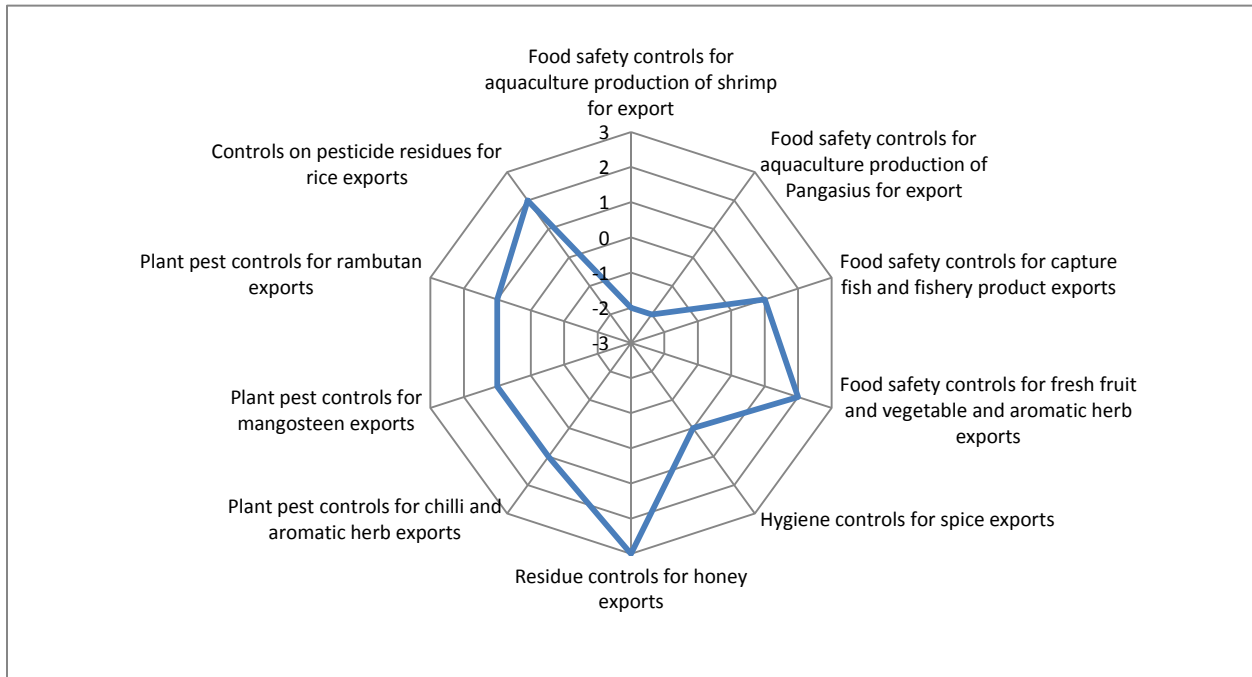 Food safety controls for
aquaculture production of shrimp
for export
Food safety controls for
aquaculture production of
Pangasius for export
Food safety controls for capture
fish and fishery product exports
Food safety controls for fresh fruit
and vegetable and aromatic herb
exports
Hygiene controls for spice exports
Residue controls for honey
exports
Plant pest controls for chilli and
aromatic herb exports
Plant pest controls for
mangosteen exports
Plant pest controls for rambutan
exports
Controls on pesticide residues for
rice exports
3
2
1
0
-1
-2
-3